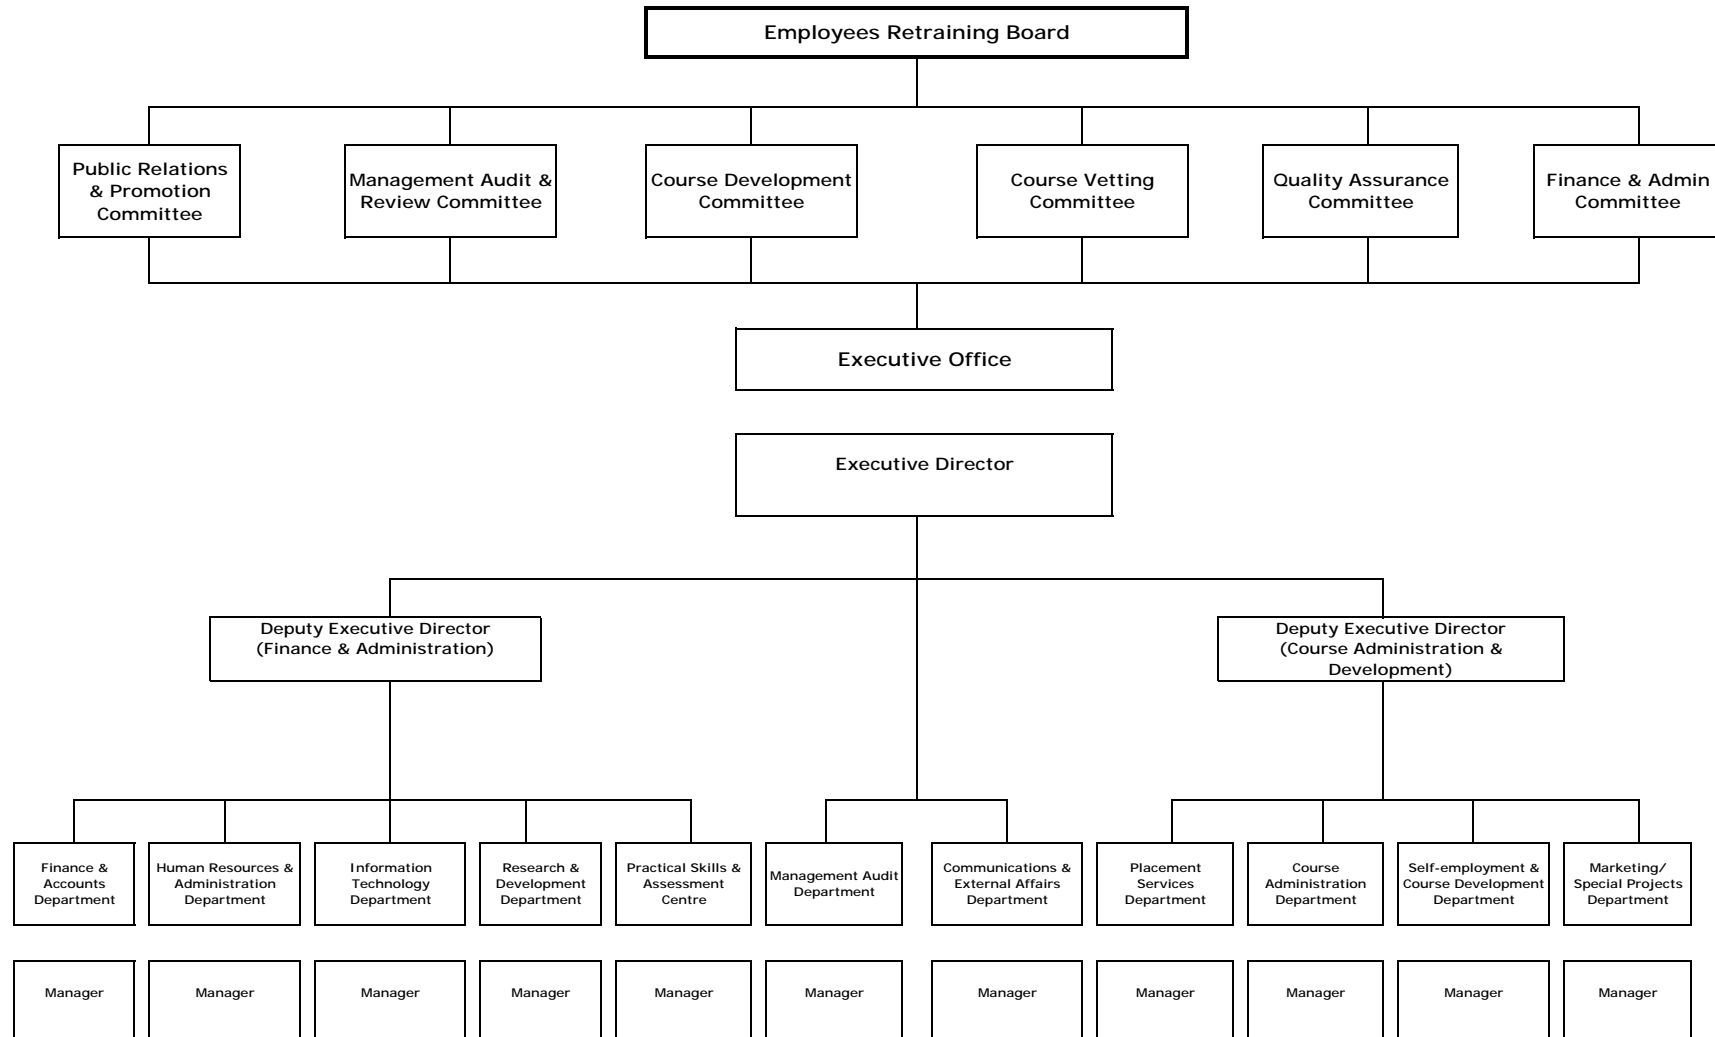 Employees Retraining Board
Public Relations
& Promotion
Committee
Management Audit &
Review Committee
Course Development
Committee
Course Vetting
Committee
Quality Assurance
Committee
Finance & Admin
Committee
Executive Office
Executive Director
Deputy Executive Director
(Finance & Administration)
Deputy Executive Director
(Course Administration &
Development)
Finance &
Accounts
Department
Human Resources &
Administration
Department
Information
Technology
Department
Research &
Development
Department
Practical Skills &
Assessment
Centre
Management Audit
Department
Communications &
External Affairs
Department
Placement
Services
Department
Course
Administration
Department
Self-employment &
Course Development
Department
Marketing/
Special Projects
Department
Manager
Manager
Manager
Manager
Manager
Manager
Manager
Manager
Manager
Manager
Manager